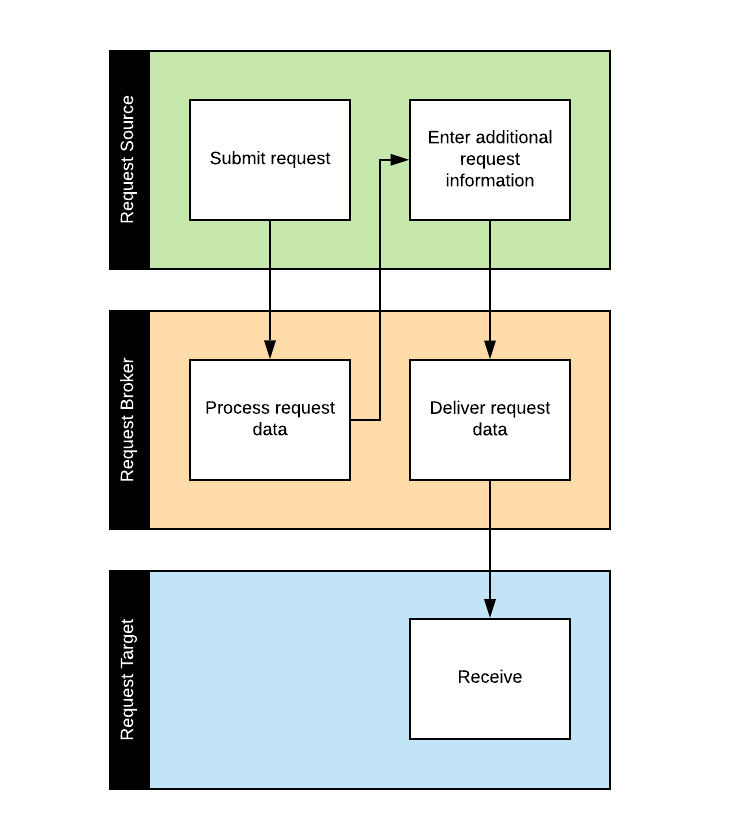 Request Source
Submit request
Enter additional
request
information
Request Broker
Process request
data
Deliver request
data
Request Target
Receive